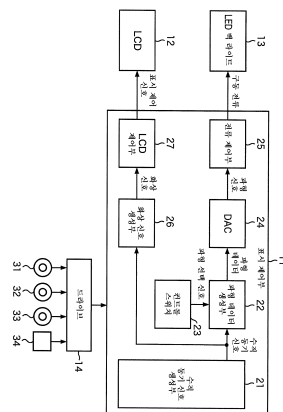 11
표시 제어부
13
LED 백 라이트
구동 전류
25
전류 제어부
파형 신호
24
DAC
파형 데이터
22
파형 데이터
생성부
수직
동기
신호
21
수직
동기 신호
생성부
파형 선택 신호
컨트롤
스위치
23
12
LCD
표시 제어
신호
27
LCD
제어부
화상
신호
26
화상 신호
생성부
31
32
33
34
드라이브
14